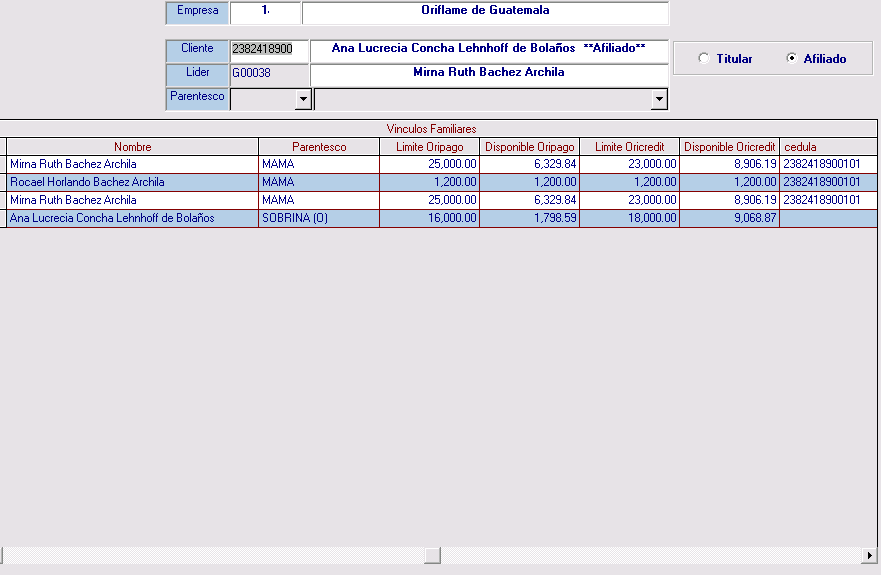 Empresa 1. Oriflame de Guatemala
Cliente 2382418900 Ana Lucrecia Concha Lehnhoff de Bolaños **Afiliado**
Titular Afiliado
Lider G00038 Mirna Ruth Bachez Archila
Parentesco
Vinculos Familiares
Nombre Parentesco Limite Oripago Disponible Oripago Limite Oricredit Disponible Oricredit cedula
Mirna Ruth Bachez Archila MAMA 25,000.00 6,329.84 23,000.00 8,906.19 2382418900101
Rocael Horlando Bachez Archila MAMA 1,200.00 1,200.00 1,200.00 1,200.00 2382418900101
Mirna Ruth Bachez Archila MAMA 25,000.00 6,329.84 23,000.00 8,906.19 2382418900101
Ana Lucrecia Concha Lehnhoff de Bolaños SOBRINA (O) 16,000.00 1,798.59 18,000.00 9,068.87